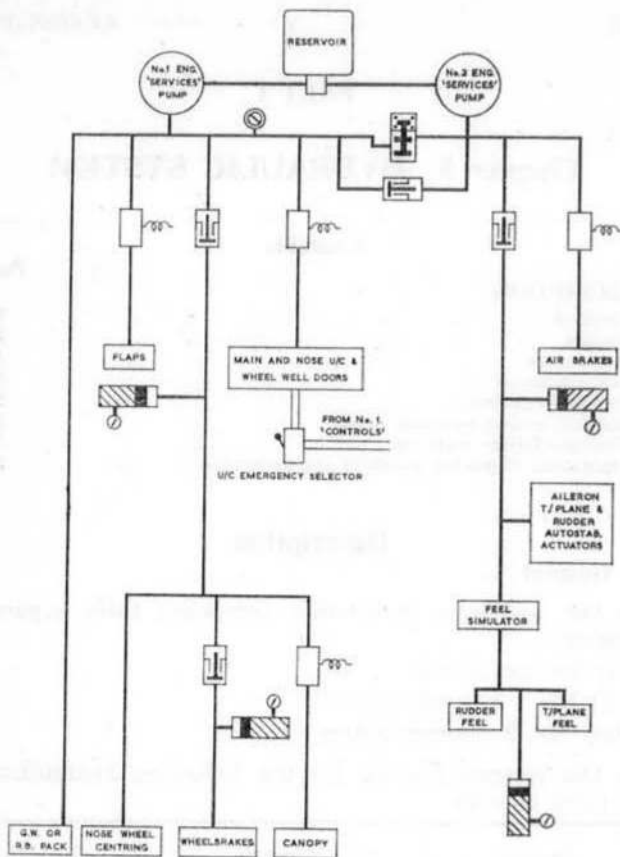 RESERVOIR
No.1 ENG.
'SERVICES'
PUMP
No.2 ENG.
'SERVICES'
PUMP
FLAPS
MAIN AND NOSE U/C &
WHEEL WELL DOORS
AIR BRAKES
FROM No. 1.
'CONTROLS'
U/C EMERGENCY SELECTOR
AILERON
T/PLANE &
RUDDER
AUTOSTAB.
ACTUATORS
FEEL
SIMULATOR
RUDDER
FEEL
T/PLANE
FEEL
G.W. OR
R.B. PACK
NOSE WHEEL
CENTRING
WHEELBRAKES
CANOPY